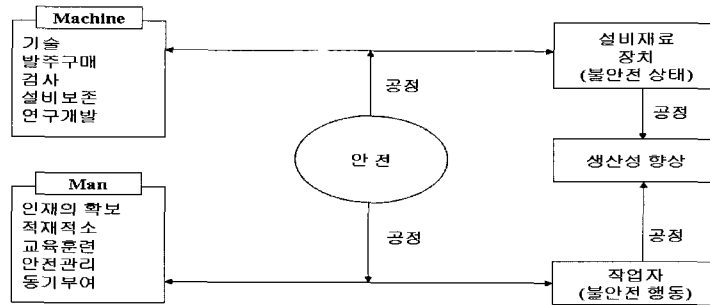 Machine
기술
발주구매
검사
설비보존
연구개발
설비재료
장치
(불안전 상태)
공정
공정
안 전
생산성 향상
Man
인재의 확보
적재적소
교육훈련
안전관리
동기부여
공정
공정
작업자
(불안전 행동)